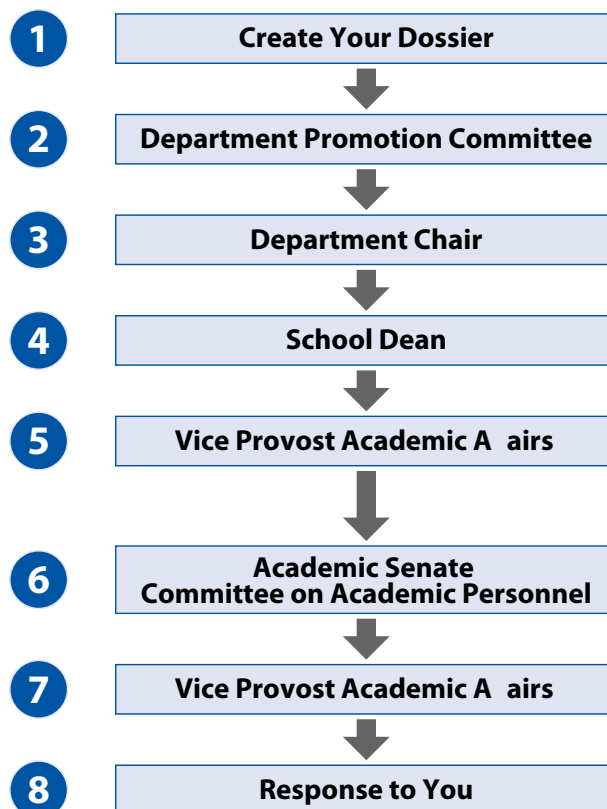 1
Create Your Dossier
2
Department Promotion Committee
3
Department Chair
4
School Dean
5
Vice Provost Academic A airs
6
Academic Senate
Committee on Academic Personnel
7
Vice Provost Academic A airs
8
Response to You